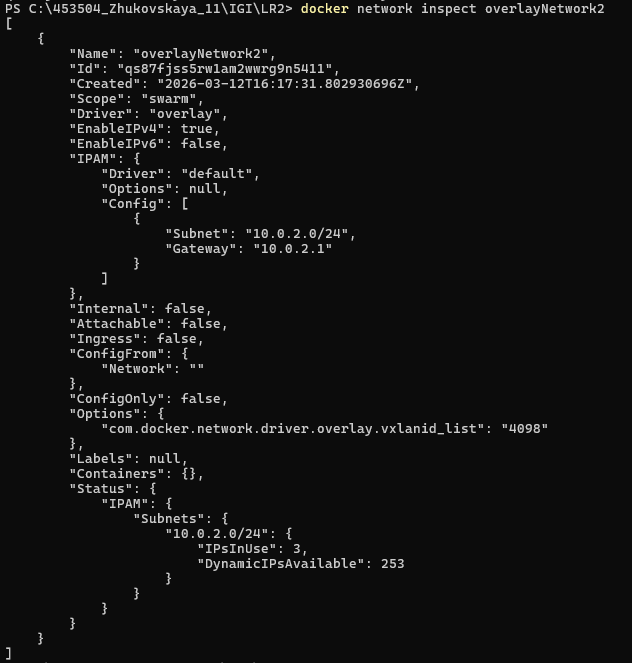 PS C:\453504_Zhukovskaya_11\IGI\LR2> docker network inspect overlayNetwork2
[
    {
        "Name": "overlayNetwork2",
        "Id": "qs87fjss5rw1am2wwrg9n5411",
        "Created": "2026-03-12T16:17:31.802930696Z",
        "Scope": "swarm",
        "Driver": "overlay",
        "EnableIPv4": true,
        "EnableIPv6": false,
        "IPAM": {
            "Driver": "default",
            "Options": null,
            "Config": [
                {
                    "Subnet": "10.0.2.0/24",
                    "Gateway": "10.0.2.1"
                }
            ]
        },
        "Internal": false,
        "Attachable": false,
        "Ingress": false,
        "ConfigFrom": {
            "Network": ""
        },
        "ConfigOnly": false,
        "Options": {
            "com.docker.network.driver.overlay.vxlanid_list": "4098"
        },
        "Labels": null,
        "Containers": {},
        "Status": {
            "IPAM": {
                "Subnets": {
                    "10.0.2.0/24": {
                        "IPsInUse": 3,
                        "DynamicIPsAvailable": 253
                    }
                }
            }
        }
    }
]